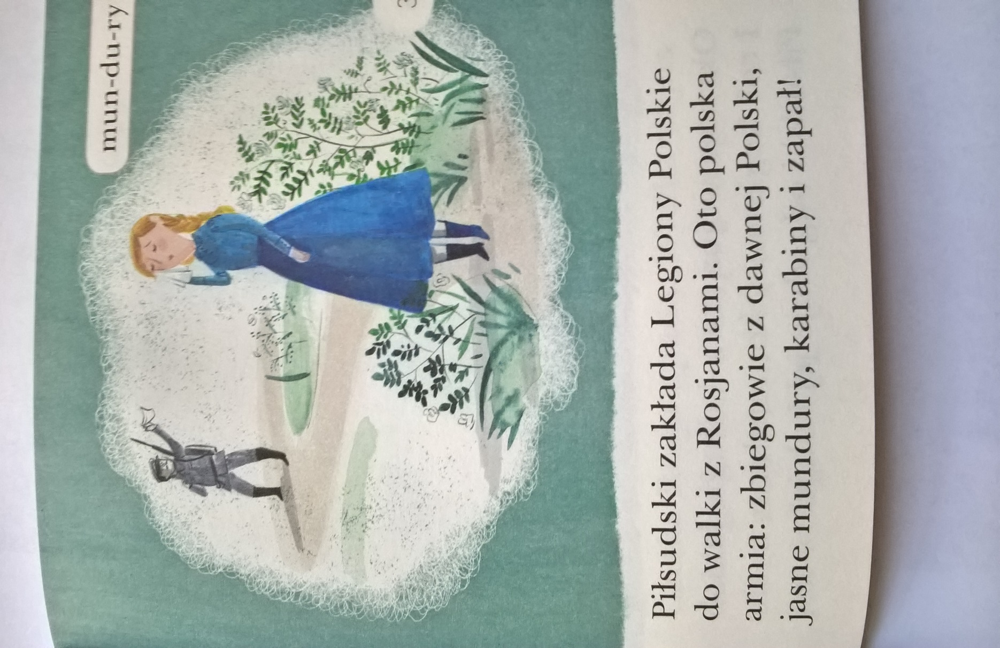 mun-du-ry
3
Piłsudski zakłada Legiony Polskie
do walki z Rosjanami. Oto polska
armia: zbiegowie z dawnej Polski,
jasne mundury, karabiny i zapał!